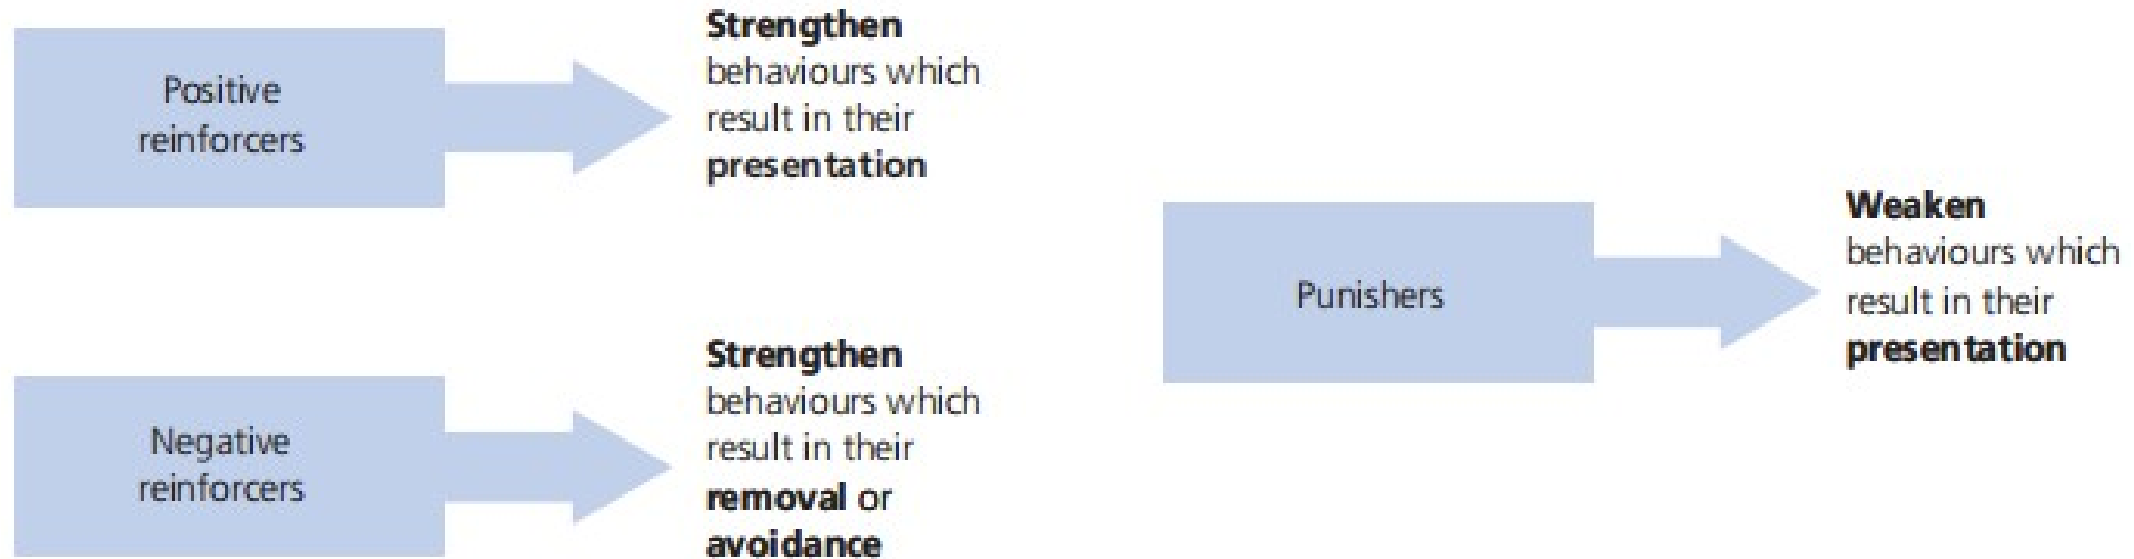 Positive
reinforcers
Strengthen
behaviours which
result in their
presentation
Negative
reinforcers
Strengthen
behaviours which
result in their
removal or
avoidance
Punishers
Weaken
behaviours which
result in their
presentation